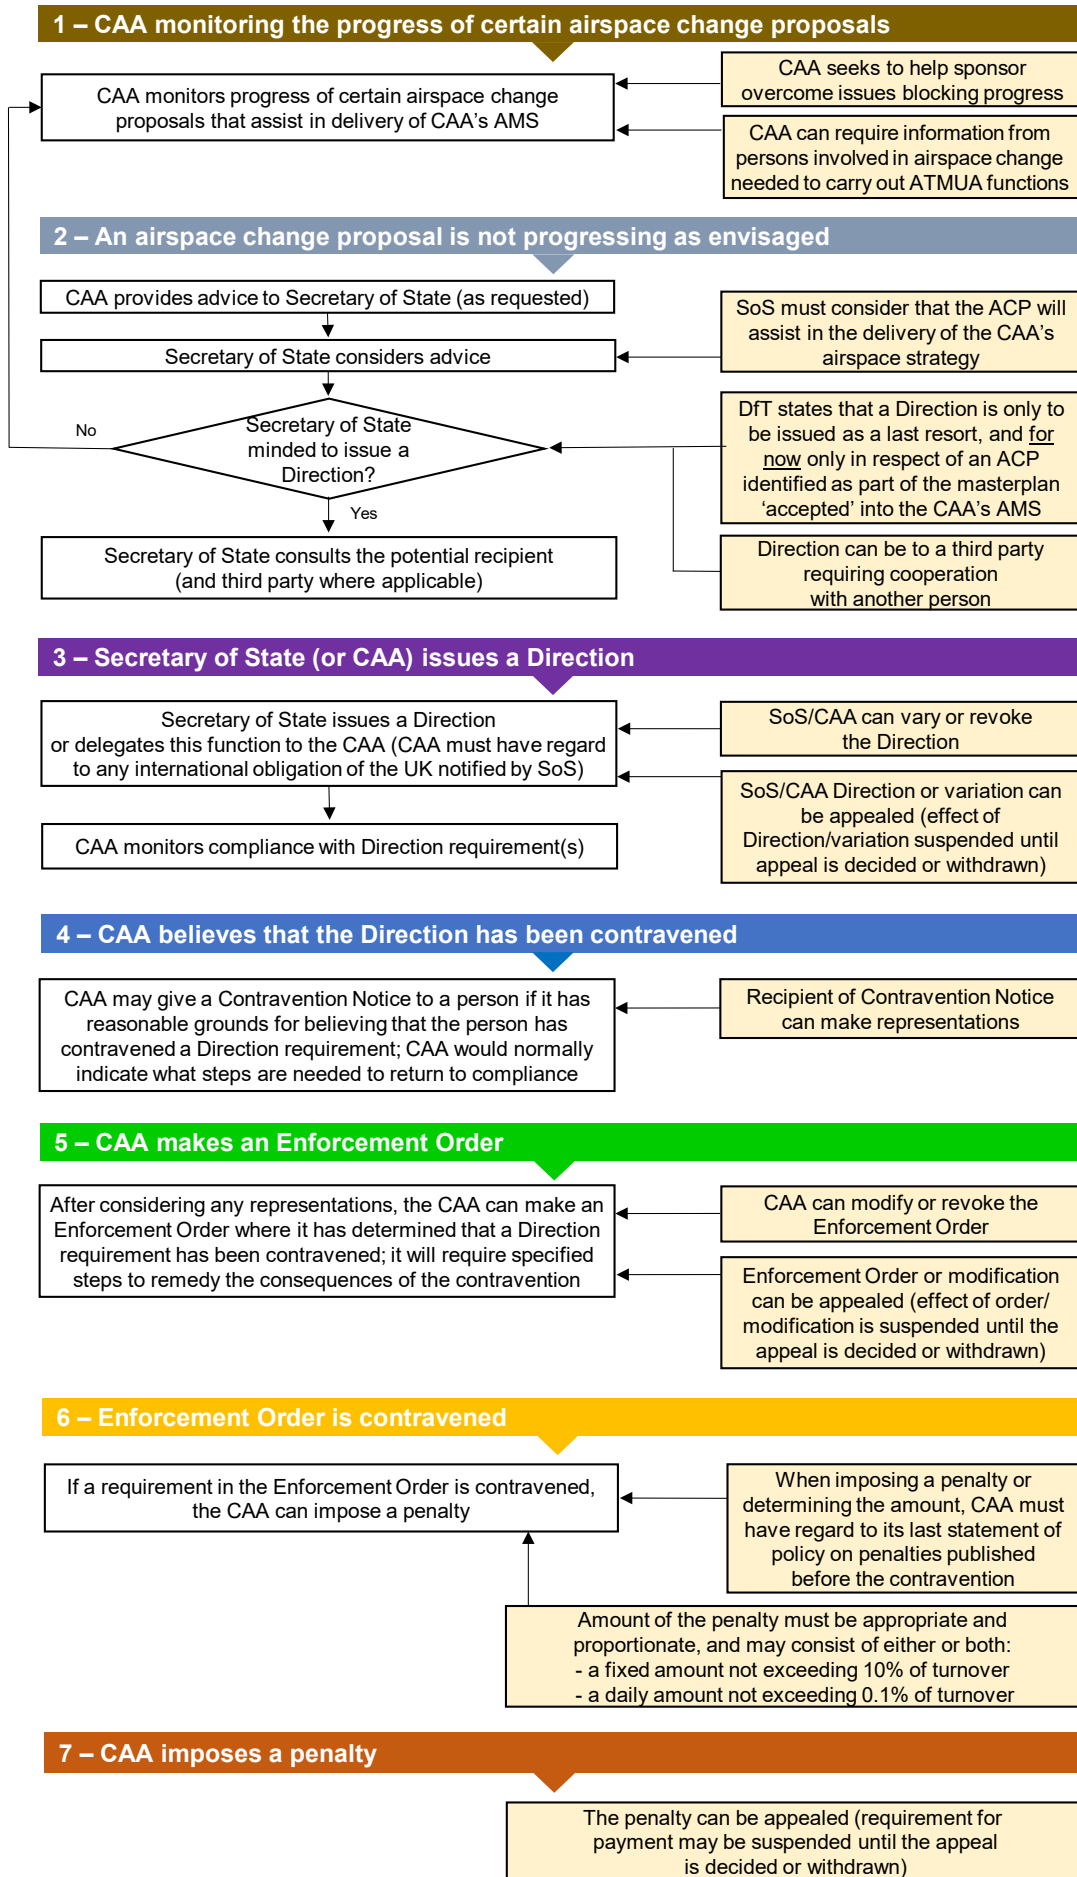 1 – CAA monitoring the progress of certain airspace change proposals
CAA monitors progress of certain airspace change
proposals that assist in delivery of CAA’s AMS
CAA seeks to help sponsor
overcome issues blocking progress
CAA can require information from
persons involved in airspace change
needed to carry out ATMUA functions
2 – An airspace change proposal is not progressing as envisaged
CAA provides advice to Secretary of State (as requested)
Secretary of State considers advice
SoS must consider that the ACP will
assist in the delivery of the CAA’s
airspace strategy
No
Secretary of State
minded to issue a
Direction?
Yes
DfT states that a Direction is only to
be issued as a last resort, and for
now only in respect of an ACP
identified as part of the masterplan
‘accepted’ into the CAA’s AMS
Secretary of State consults the potential recipient
(and third party where applicable)
Direction can be to a third party
requiring cooperation
with another person
3 – Secretary of State (or CAA) issues a Direction
Secretary of State issues a Direction
or delegates this function to the CAA (CAA must have regard
to any international obligation of the UK notified by SoS)
SoS/CAA can vary or revoke
the Direction
CAA monitors compliance with Direction requirement(s)
SoS/CAA Direction or variation can
be appealed (effect of
Direction/variation suspended until
appeal is decided or withdrawn)
4 – CAA believes that the Direction has been contravened
CAA may give a Contravention Notice to a person if it has
reasonable grounds for believing that the person has
contravened a Direction requirement; CAA would normally
indicate what steps are needed to return to compliance
Recipient of Contravention Notice
can make representations
5 – CAA makes an Enforcement Order
After considering any representations, the CAA can make an
Enforcement Order where it has determined that a Direction
requirement has been contravened; it will require specified
steps to remedy the consequences of the contravention
CAA can modify or revoke the
Enforcement Order
Enforcement Order or modification
can be appealed (effect of order/
modification is suspended until the
appeal is decided or withdrawn)
6 – Enforcement Order is contravened
If a requirement in the Enforcement Order is contravened,
the CAA can impose a penalty
When imposing a penalty or
determining the amount, CAA must
have regard to its last statement of
policy on penalties published
before the contravention
Amount of the penalty must be appropriate and
proportionate, and may consist of either or both:
- a fixed amount not exceeding 10% of turnover
- a daily amount not exceeding 0.1% of turnover
7 – CAA imposes a penalty
The penalty can be appealed (requirement for
payment may be suspended until the appeal
is decided or withdrawn)